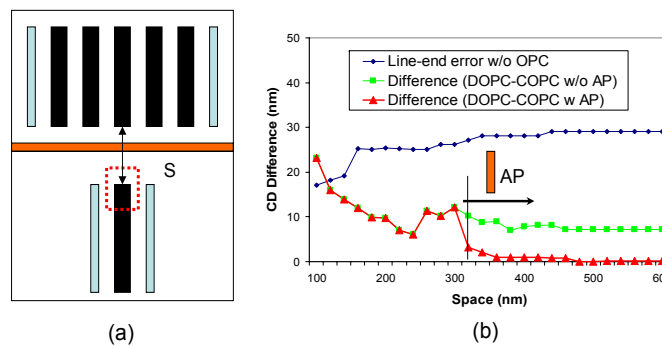 S
(a)
CD Difference (nm)
50
40
30
20
10
0
Line-end error w/o OPC
Difference (DOPC-COPC w/o AP)
Difference (DOPC-COPC w AP)
AP
100 200 300 400 500
Space (nm)
(b)